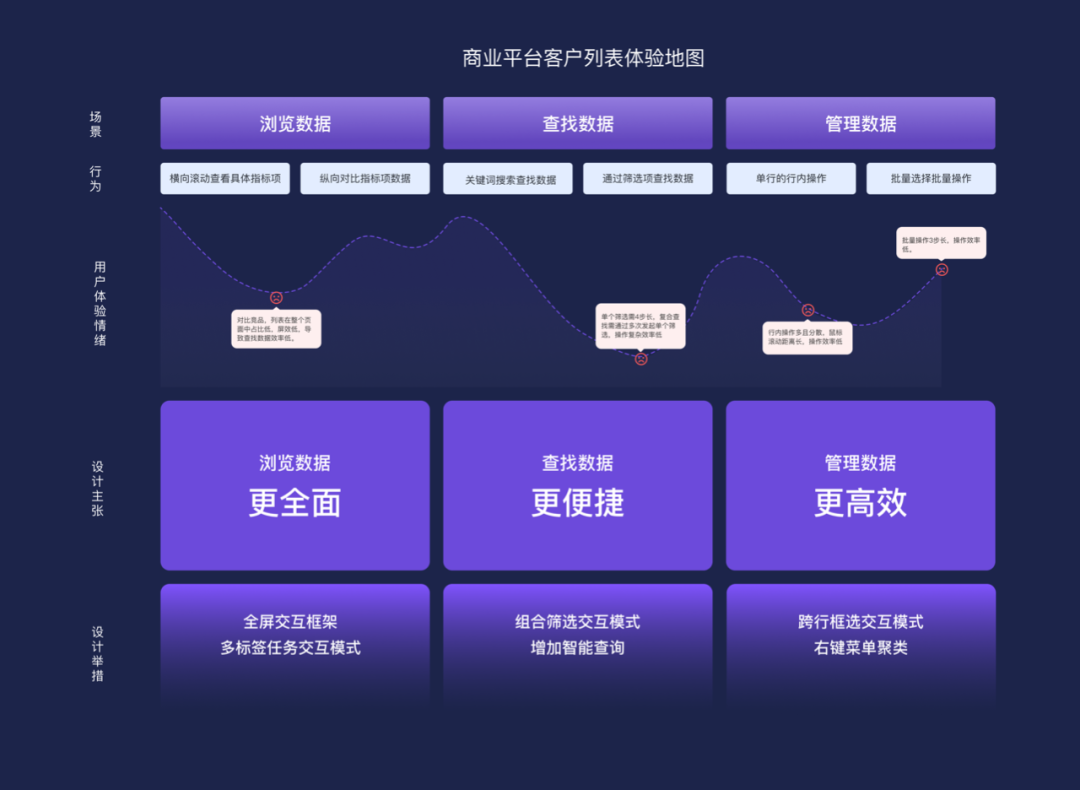 商业平台客户列表体验地图
场景
浏览数据
查找数据
管理数据
行为
横向滚动查看具体指标项
纵向对比指标项数据
关键词搜索查找数据
通过筛选项查找数据
单行的行内操作
批量选择批量操作
用户体验情绪
批量操作3步长，操作效率
低。
对比竞品，列表在整个页
面中占比低，屏效低，导
致查找数据效率低。
单个筛选需4步长，复合查
找需通过多次发起单个筛
选，操作复杂效率低
行内操作多且分散，鼠标
滚动距离长，操作效率低
设计主张
浏览数据
更全面
查找数据
更便捷
管理数据
更高效
设计举措
全屏交互框架
多标签任务交互模式
组合筛选交互模式
增加智能查询
跨行框选交互模式
右键菜单聚类